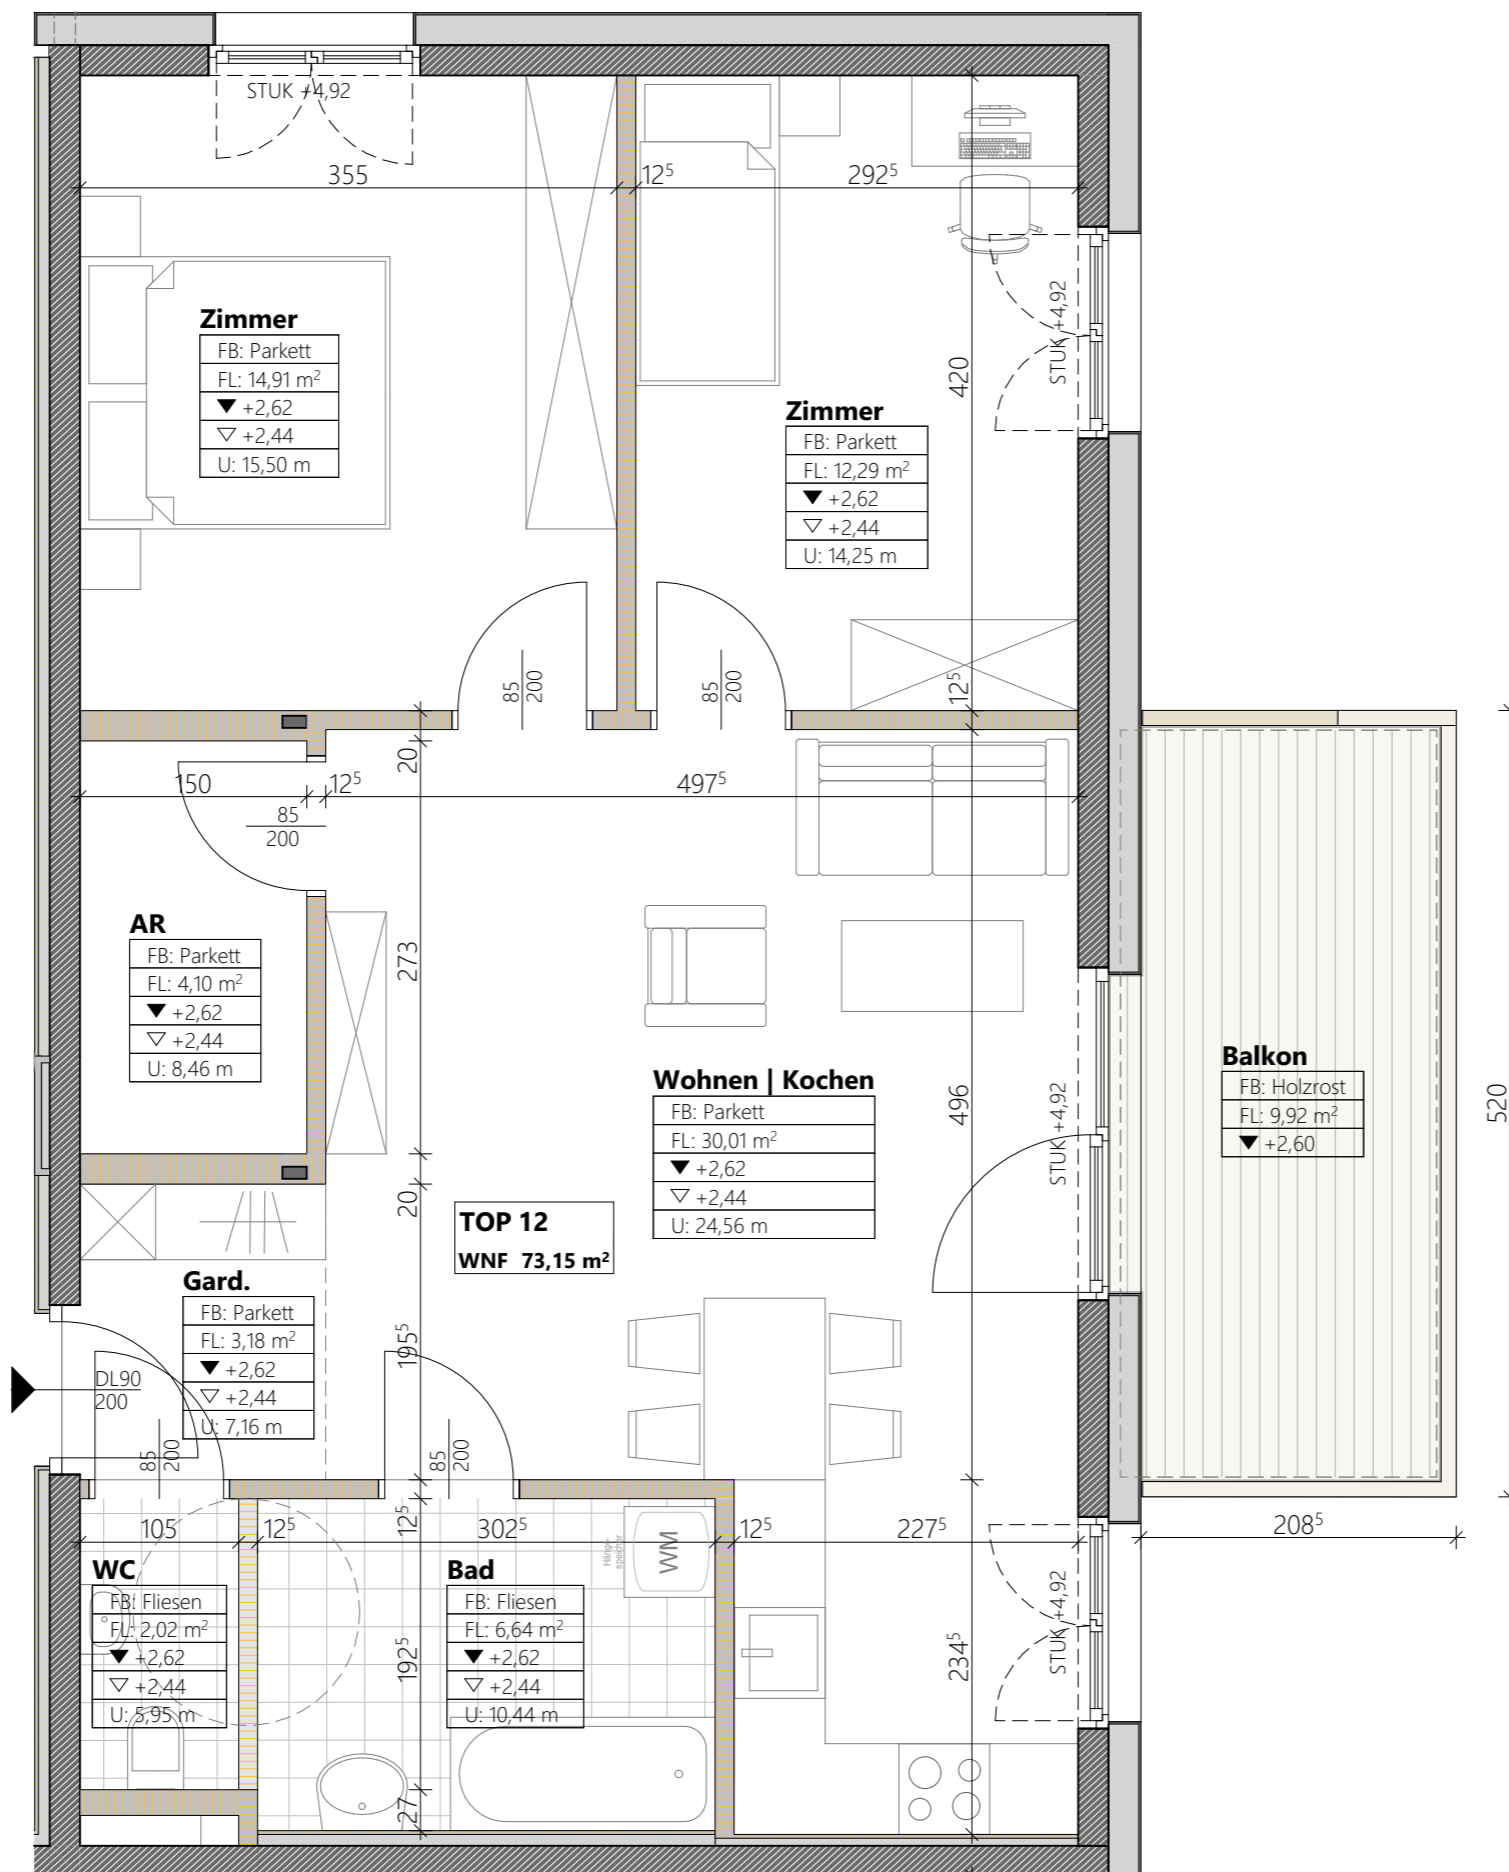 STUK +4,92
355
12⁵
292⁵
STUK +4,92
420
Zimmer
FB: Parkett
FL: 14,91 m²
▼ +2,62
▽ +2,44
U: 15,50 m
Zimmer
FB: Parkett
FL: 12,29 m²
▼ +2,62
▽ +2,44
U: 14,25 m
85
200
85
200
12⁵
20
150
12⁵
497⁵
85
200
AR
FB: Parkett
FL: 4,10 m²
▼ +2,62
▽ +2,44
U: 8,46 m
273
Wohnen | Kochen
FB: Parkett
FL: 30,01 m²
▼ +2,62
▽ +2,44
U: 24,56 m
496
STUK +4,92
Balkon
FB: Holzrost
FL: 9,92 m²
▼ +2,60
520
20
TOP 12
WNF 73,15 m²
Gard.
FB: Parkett
FL: 3,18 m²
▼ +2,62
▽ +2,44
U: 7,16 m
195⁵
DL90
200
85
200
85
200
105
12⁵
12⁵
302⁵
12⁵
227⁵
208⁵
Hänge-
speicher
WM
WC
FB: Fliesen
FL: 2,02 m²
▼ +2,62
▽ +2,44
U: 5,95 m
Bad
FB: Fliesen
FL: 6,64 m²
▼ +2,62
▽ +2,44
U: 10,44 m
192⁵
234⁵
STUK +4,92
27